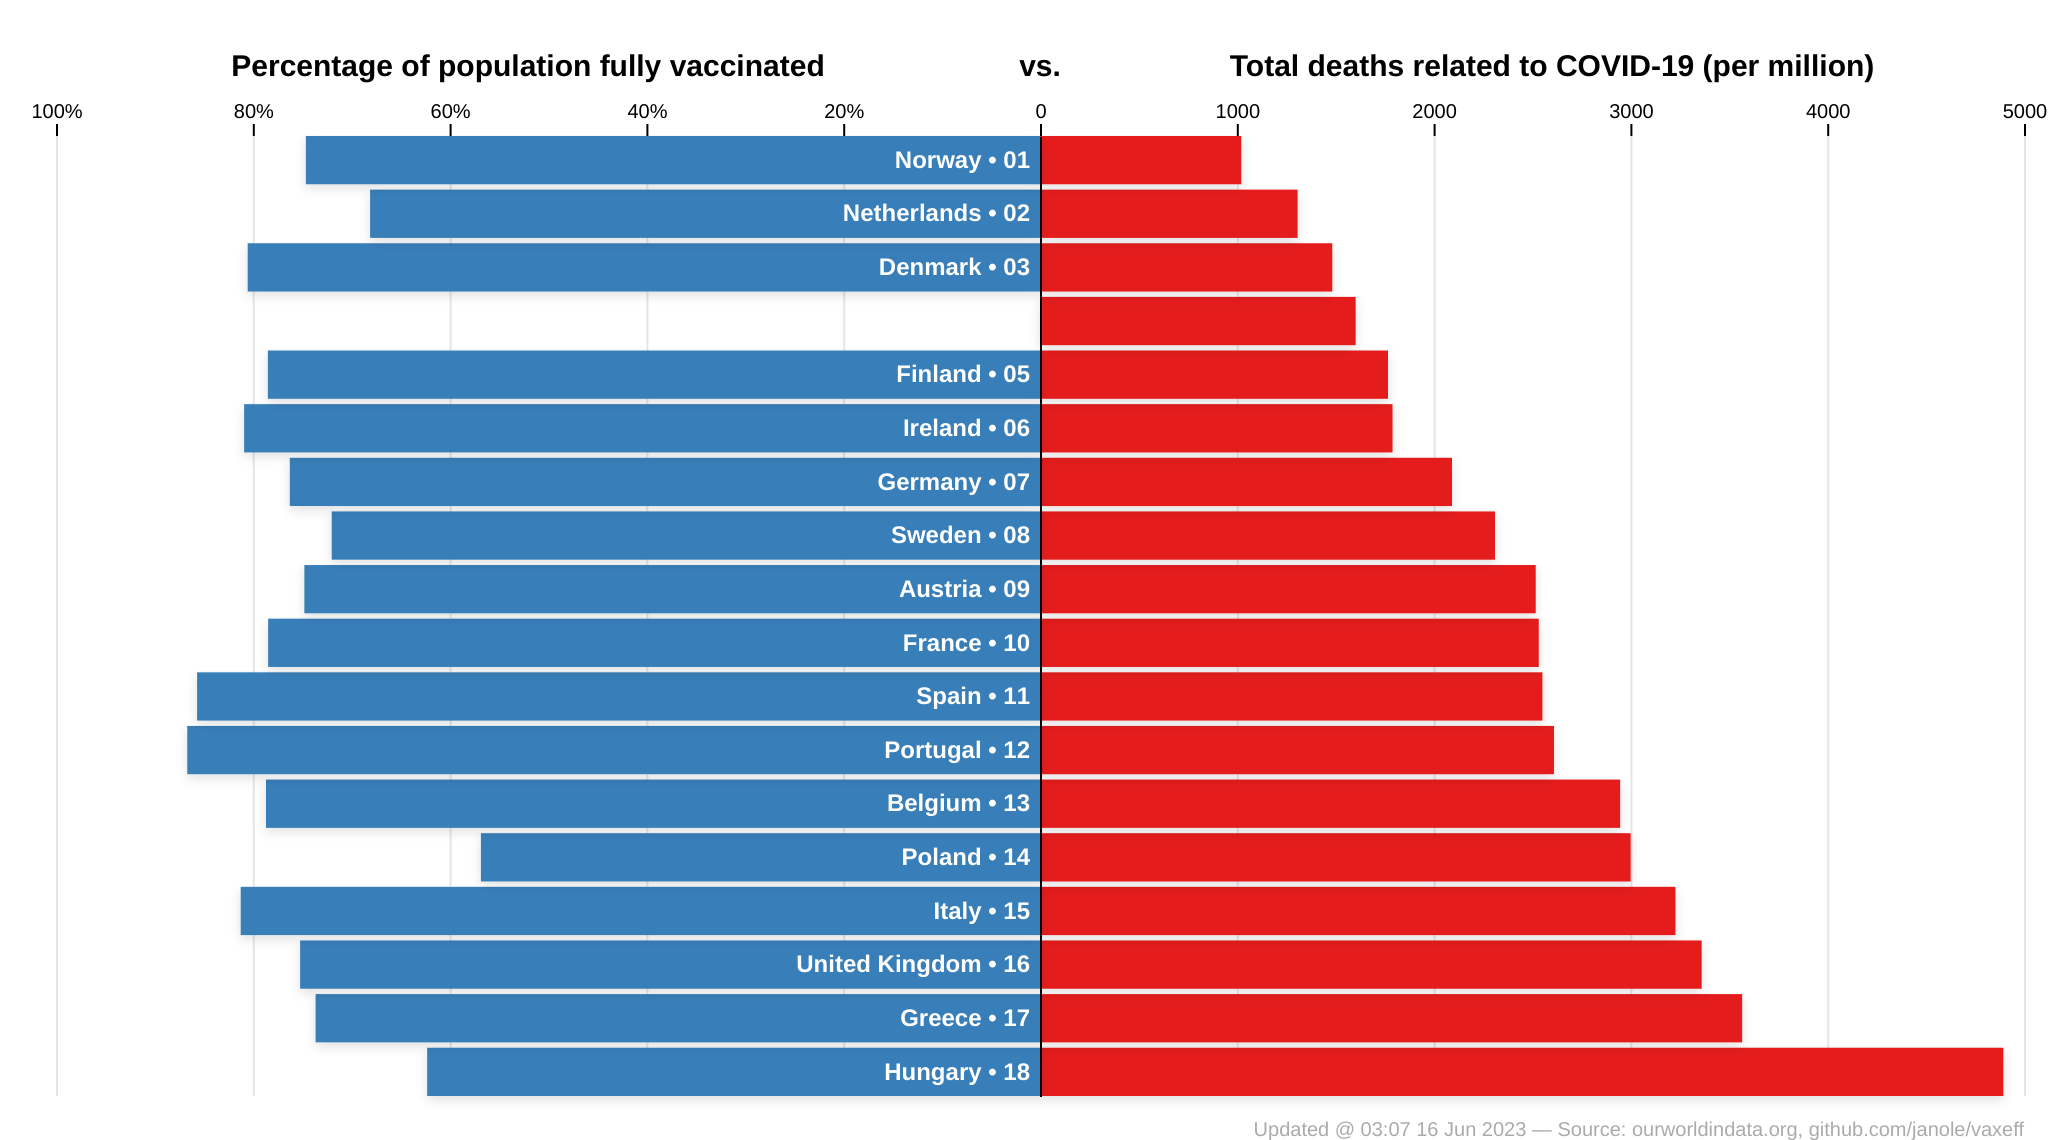 Percentage of population fully vaccinated vs. Total deaths related to COVID-19 (per million)
100% 80% 60% 40% 20% 0 1000 2000 3000 4000 5000
Norway • 01
Netherlands • 02
Denmark • 03
Finland • 05
Ireland • 06
Germany • 07
Sweden • 08
Austria • 09
France • 10
Spain • 11
Portugal • 12
Belgium • 13
Poland • 14
Italy • 15
United Kingdom • 16
Greece • 17
Hungary • 18
Updated @ 03:07 16 Jun 2023 — Source: ourworldindata.org, github.com/janole/vaxeff